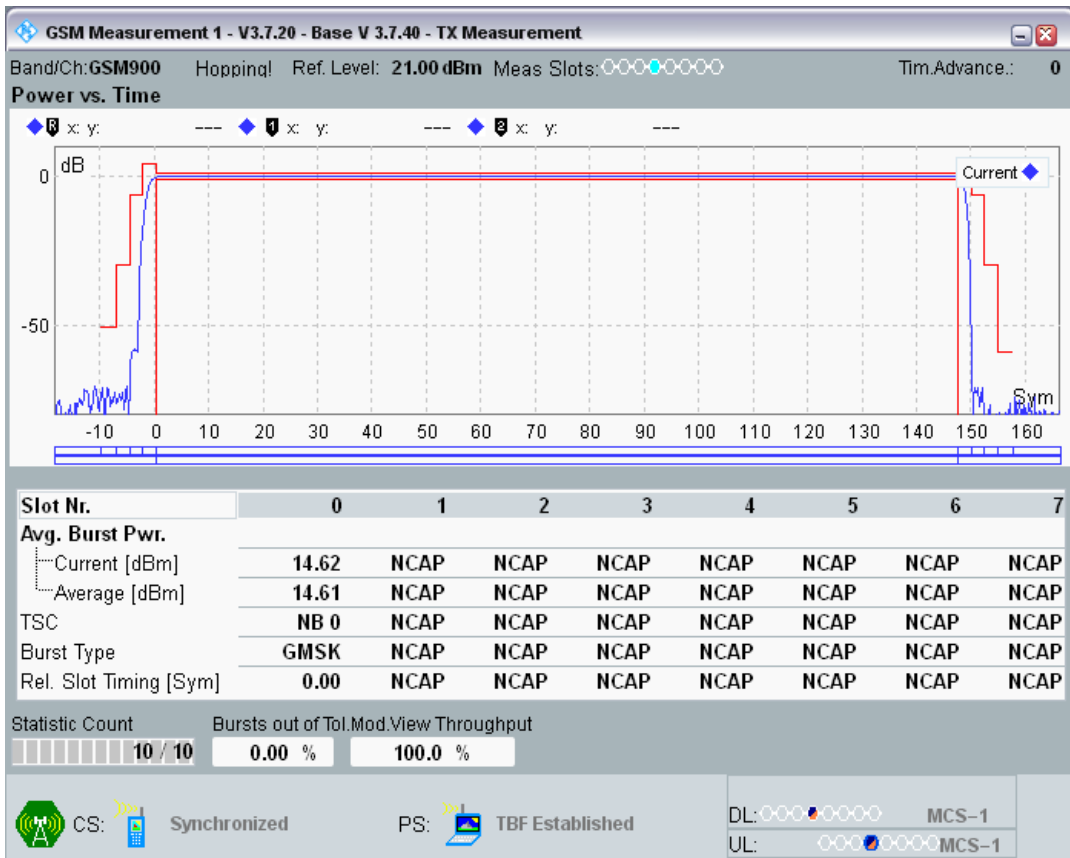 GSM Measurement 1 - V3.7.20 - Base V 3.7.40 - TX Measurement
Band/Ch:GSM900 Hopping! Ref. Level: 21.00 dBm Meas Slots: Tim.Advance.: 0
Power vs. Time
R x: y: --- 1 x: y: --- 2 x: y: ---
dB
Current
0
-50
Sym
-10 0 10 20 30 40 50 60 70 80 90 100 110 120 130 140 150 160
Slot Nr. 0 1 2 3 4 5 6 7
Avg. Burst Pwr.
Current [dBm] 14.62 NCAP NCAP NCAP NCAP NCAP NCAP NCAP
Average [dBm] 14.61 NCAP NCAP NCAP NCAP NCAP NCAP NCAP
TSC NB 0 NCAP NCAP NCAP NCAP NCAP NCAP NCAP
Burst Type GMSK NCAP NCAP NCAP NCAP NCAP NCAP NCAP
Rel. Slot Timing [Sym] 0.00 NCAP NCAP NCAP NCAP NCAP NCAP NCAP
Statistic Count Bursts out of Tol.Mod.View Throughput
10 / 10 0.00 % 100.0 %
CS: Synchronized PS: TBF Established
DL: MCS-1
UL: MCS-1